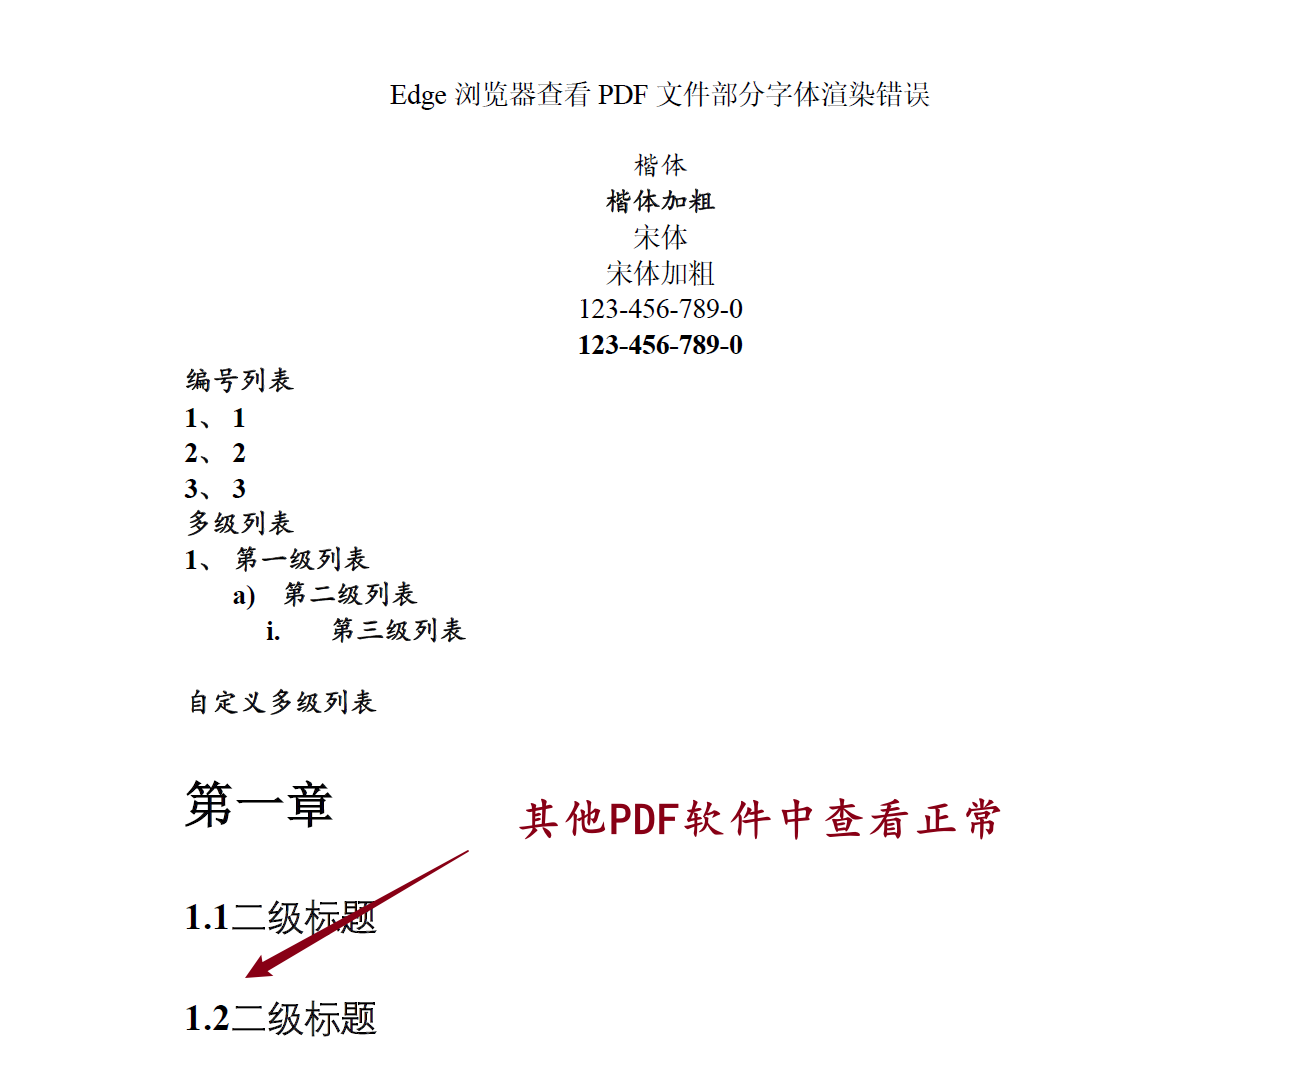 Edge 浏览器查看 PDF 文件部分字体渲染错误
楷体
楷体加粗
宋体
宋体加粗
123-456-789-0
123-456-789-0
编号列表
1、 1
2、 2
3、 3
多级列表
1、 第一级列表
a) 第二级列表
i. 第三级列表
自定义多级列表
第一章
其他PDF软件中查看正常
1.1二级标题
1.2二级标题